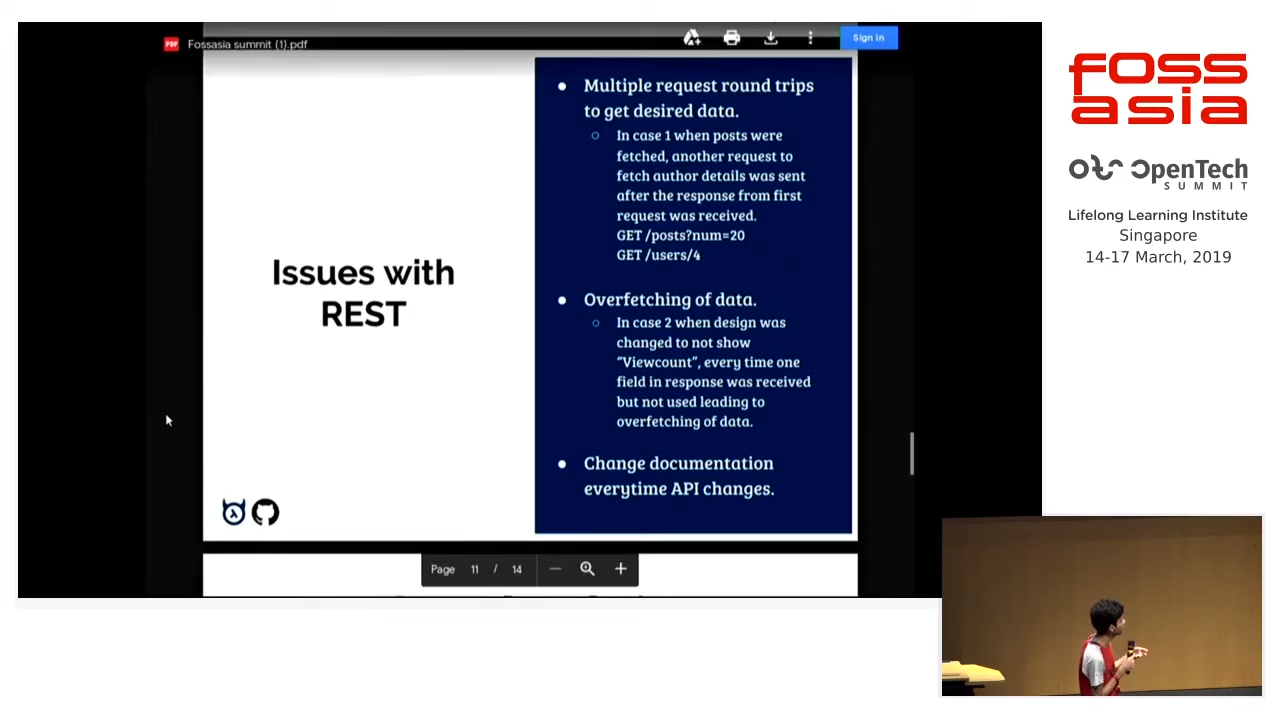 PDF
Fossasia summit (1).pdf
Sign In
Issues with
REST
● Multiple request round trips
to get desired data.
○ In case 1 when posts were
fetched, another request to
fetch author details was sent
after the response from first
request was received.
GET /posts?num=20
GET /users/4
● Overfetching of data.
○ In case 2 when design was
changed to not show
“Viewcount”, every time one
field in response was received
but not used leading to
overfetching of data.
● Change documentation
everytime API changes.
Page 11 / 14
FOSS
asia
OpenTech
SUMMIT
Lifelong Learning Institute
Singapore
14-17 March, 2019